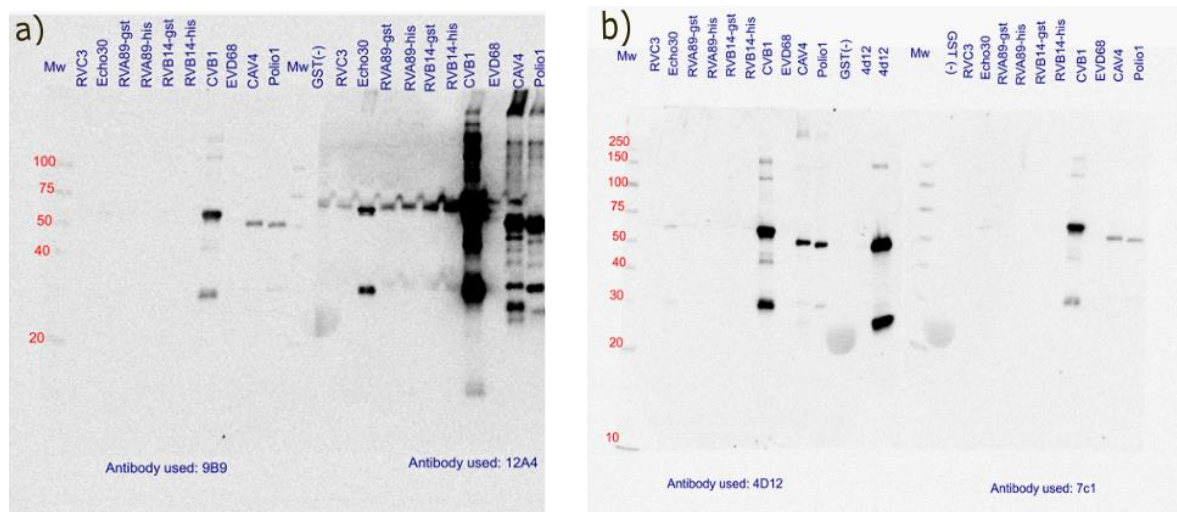 a)
Mw
RVC3
Echo30
RVA89-gst
RVA89-his
RVB14-gst
RVB14-his
CVB1
EVD68
CAV4
Polio1
Mw
GST(-)
RVC3
Echo30
RVA89-gst
RVA89-his
RVB14-gst
RVB14-his
CVB1
EVD68
CAV4
Polio1
100
75
50
40
20
Antibody used: 9B9
Antibody used: 12A4
b)
Mw
RVC3
Echo30
RVA89-gst
RVA89-his
RVB14-gst
RVB14-his
CVB1
EVD68
CAV4
Polio1
GST(-)
4d12
4d12
Mw
GST (-)
RVC3
Echo30
RVA89-gst
RVA89-his
RVB14-gst
RVB14-his
CVB1
EVD68
CAV4
Polio1
250
150
100
75
50
40
30
20
10
Antibody used: 4D12
Antibody used: 7c1